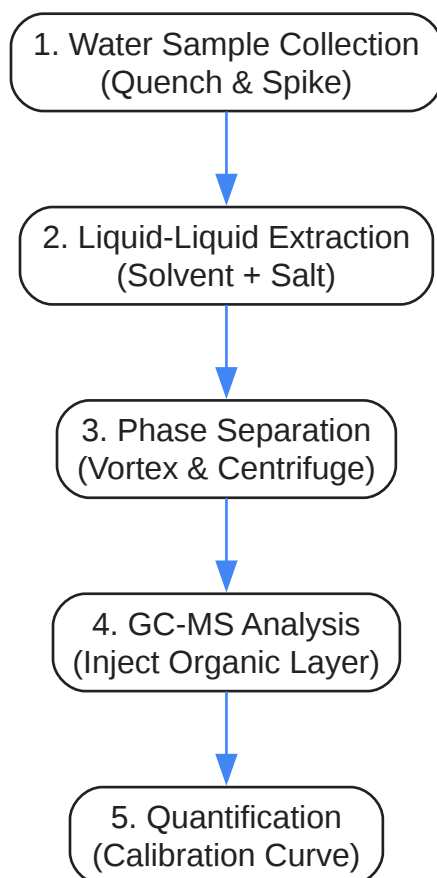 1. Water Sample Collection
(Quench & Spike)
2. Liquid-Liquid Extraction
(Solvent + Salt)
3. Phase Separation
(Vortex & Centrifuge)
4. GC-MS Analysis
(Inject Organic Layer)
5. Quantification
(Calibration Curve)